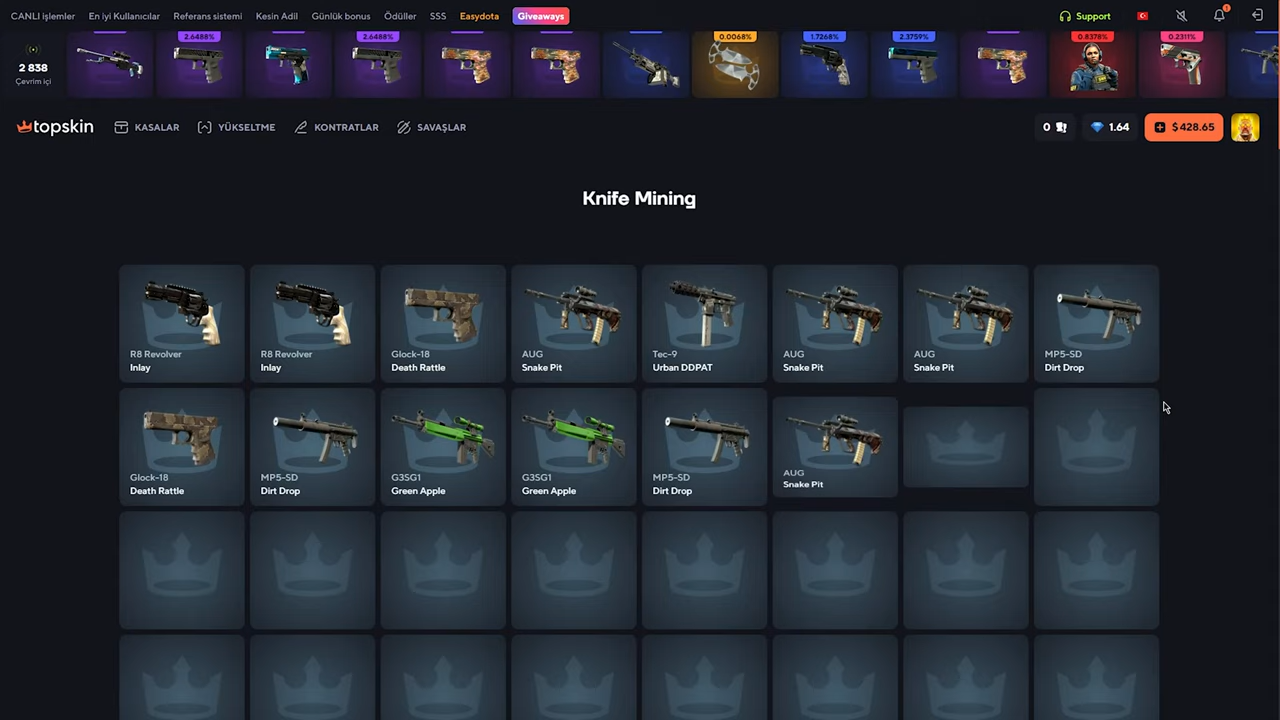 CANLI işlemler En iyi Kullanıcılar Referans sistemi Kesin Adil Günlük bonus Ödüller SSS Easydota Giveaways Support 1
2.6488% 2.6488% 0.0068% 1.7268% 2.3759% 0.8378% 0.2311%
2 838
Çevrim içi
topskin KASALAR YÜKSELTME KONTRATLAR SAVAŞLAR 0 1.64 $428.65
Knife Mining
R8 Revolver R8 Revolver Glock-18 AUG Tec-9 AUG AUG MP5-SD
Inlay Inlay Death Rattle Snake Pit Urban DDPAT Snake Pit Snake Pit Dirt Drop
Glock-18 MP5-SD G3SG1 G3SG1 MP5-SD AUG
Death Rattle Dirt Drop Green Apple Green Apple Dirt Drop Snake Pit